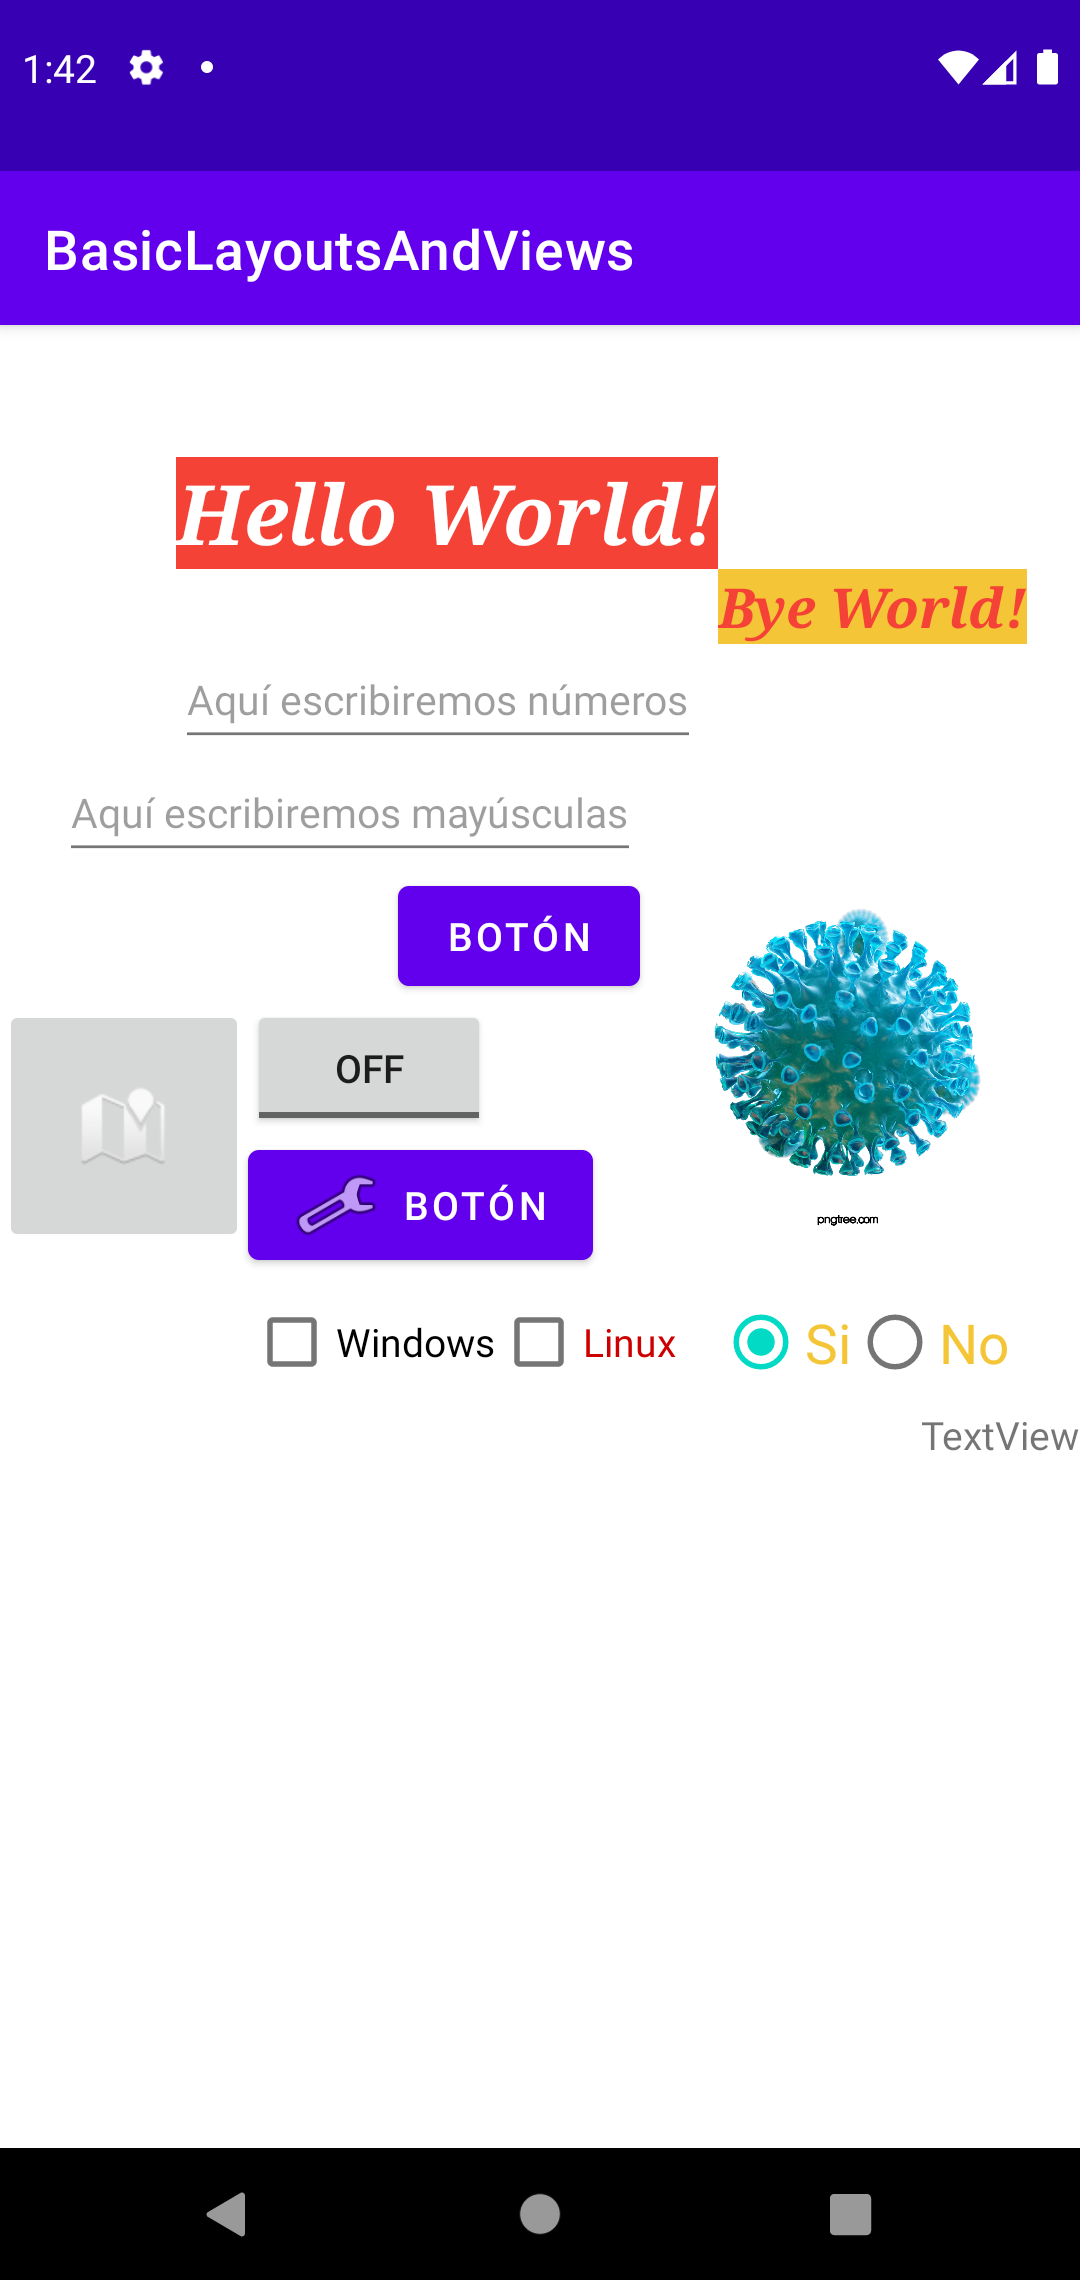 1:42
BasicLayoutsAndViews
Hello World!
Bye World!
Aquí escribiremos números
Aquí escribiremos mayúsculas
BOTÓN
OFF
BOTÓN
pngtree.com
Windows Linux Si No
TextView